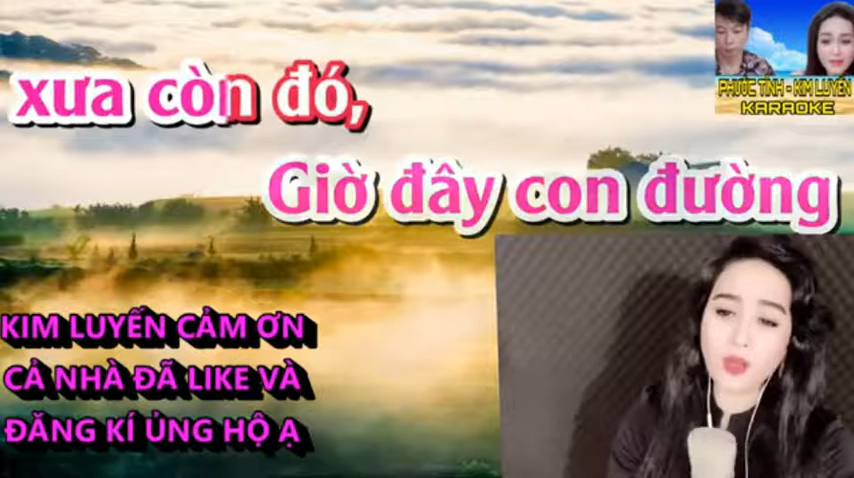 xưa còn đó,
Giờ đây con đường
PHƯỚC TÌNH - KIM LUYẾN
KARAOKE
KIM LUYẾN CẢM ƠN
CẢ NHÀ ĐÃ LIKE VÀ
ĐĂNG KÍ ỦNG HỘ Ạ